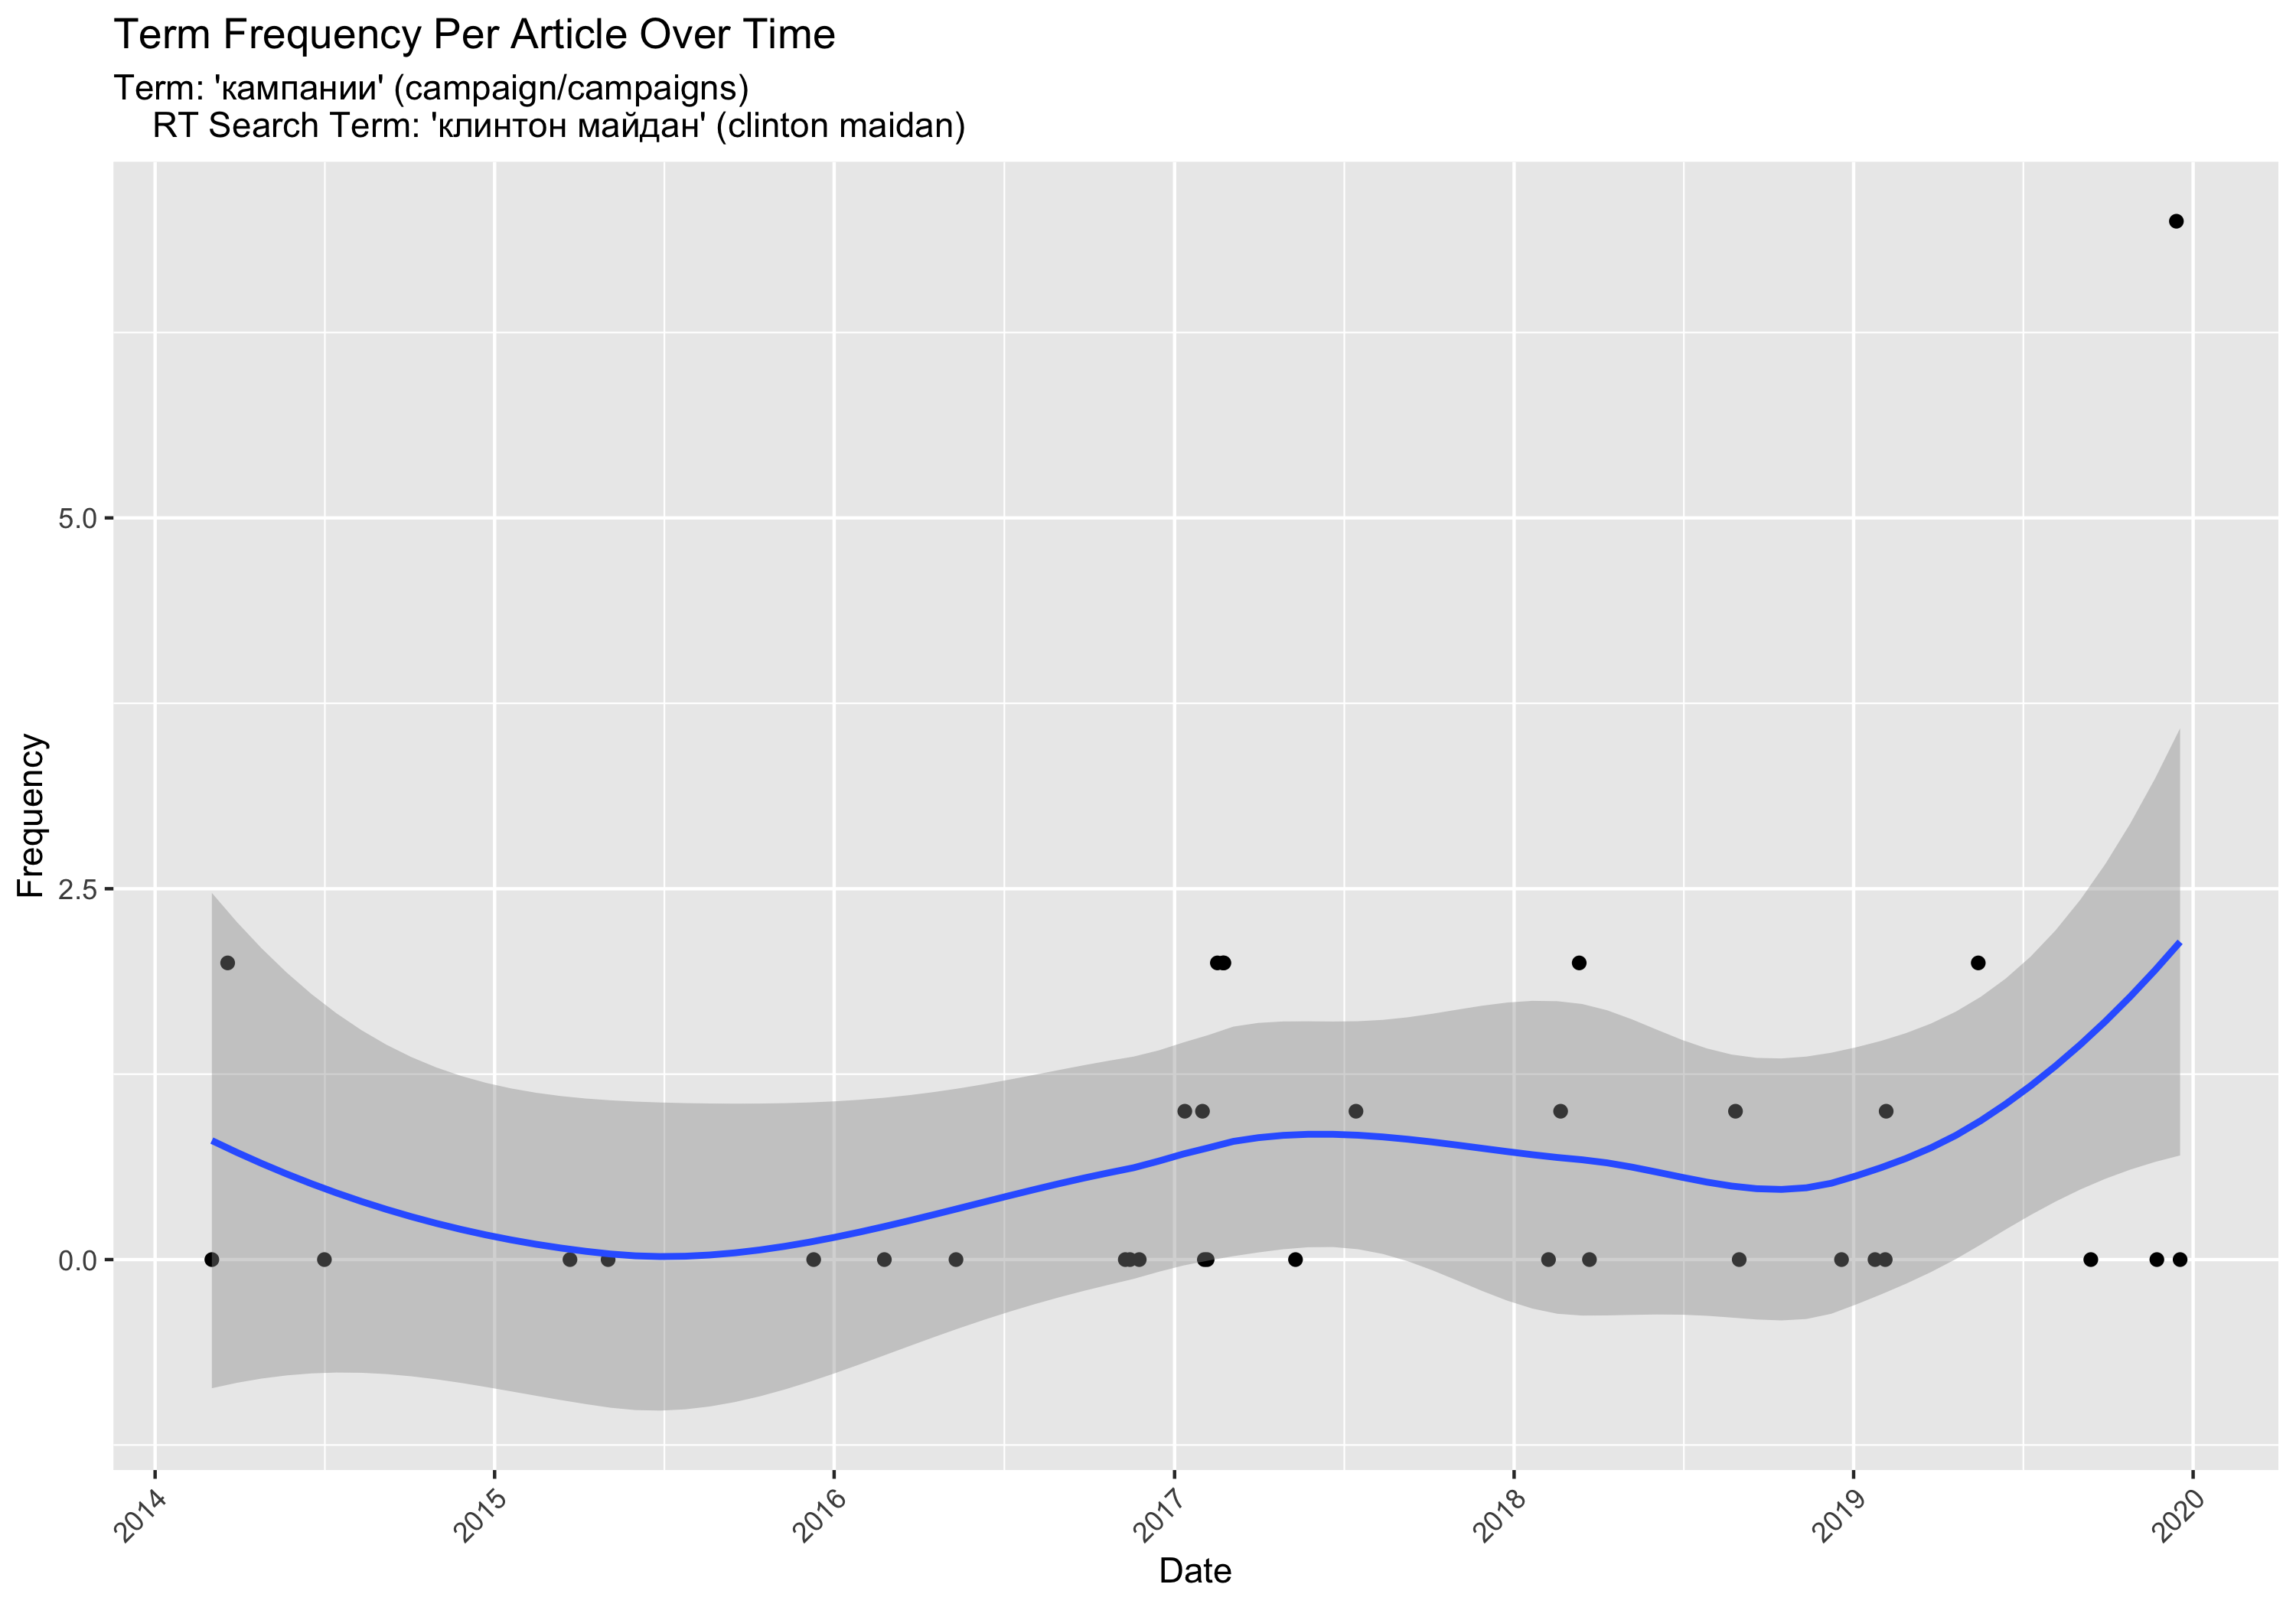 Term Frequency Per Article Over Time
Term: 'кампании' (campaign/campaigns)
RT Search Term: 'клинтон майдан' (clinton maidan)
Frequency
5.0
2.5
0.0
2014
2015
2016
2017
2018
2019
2020
Date